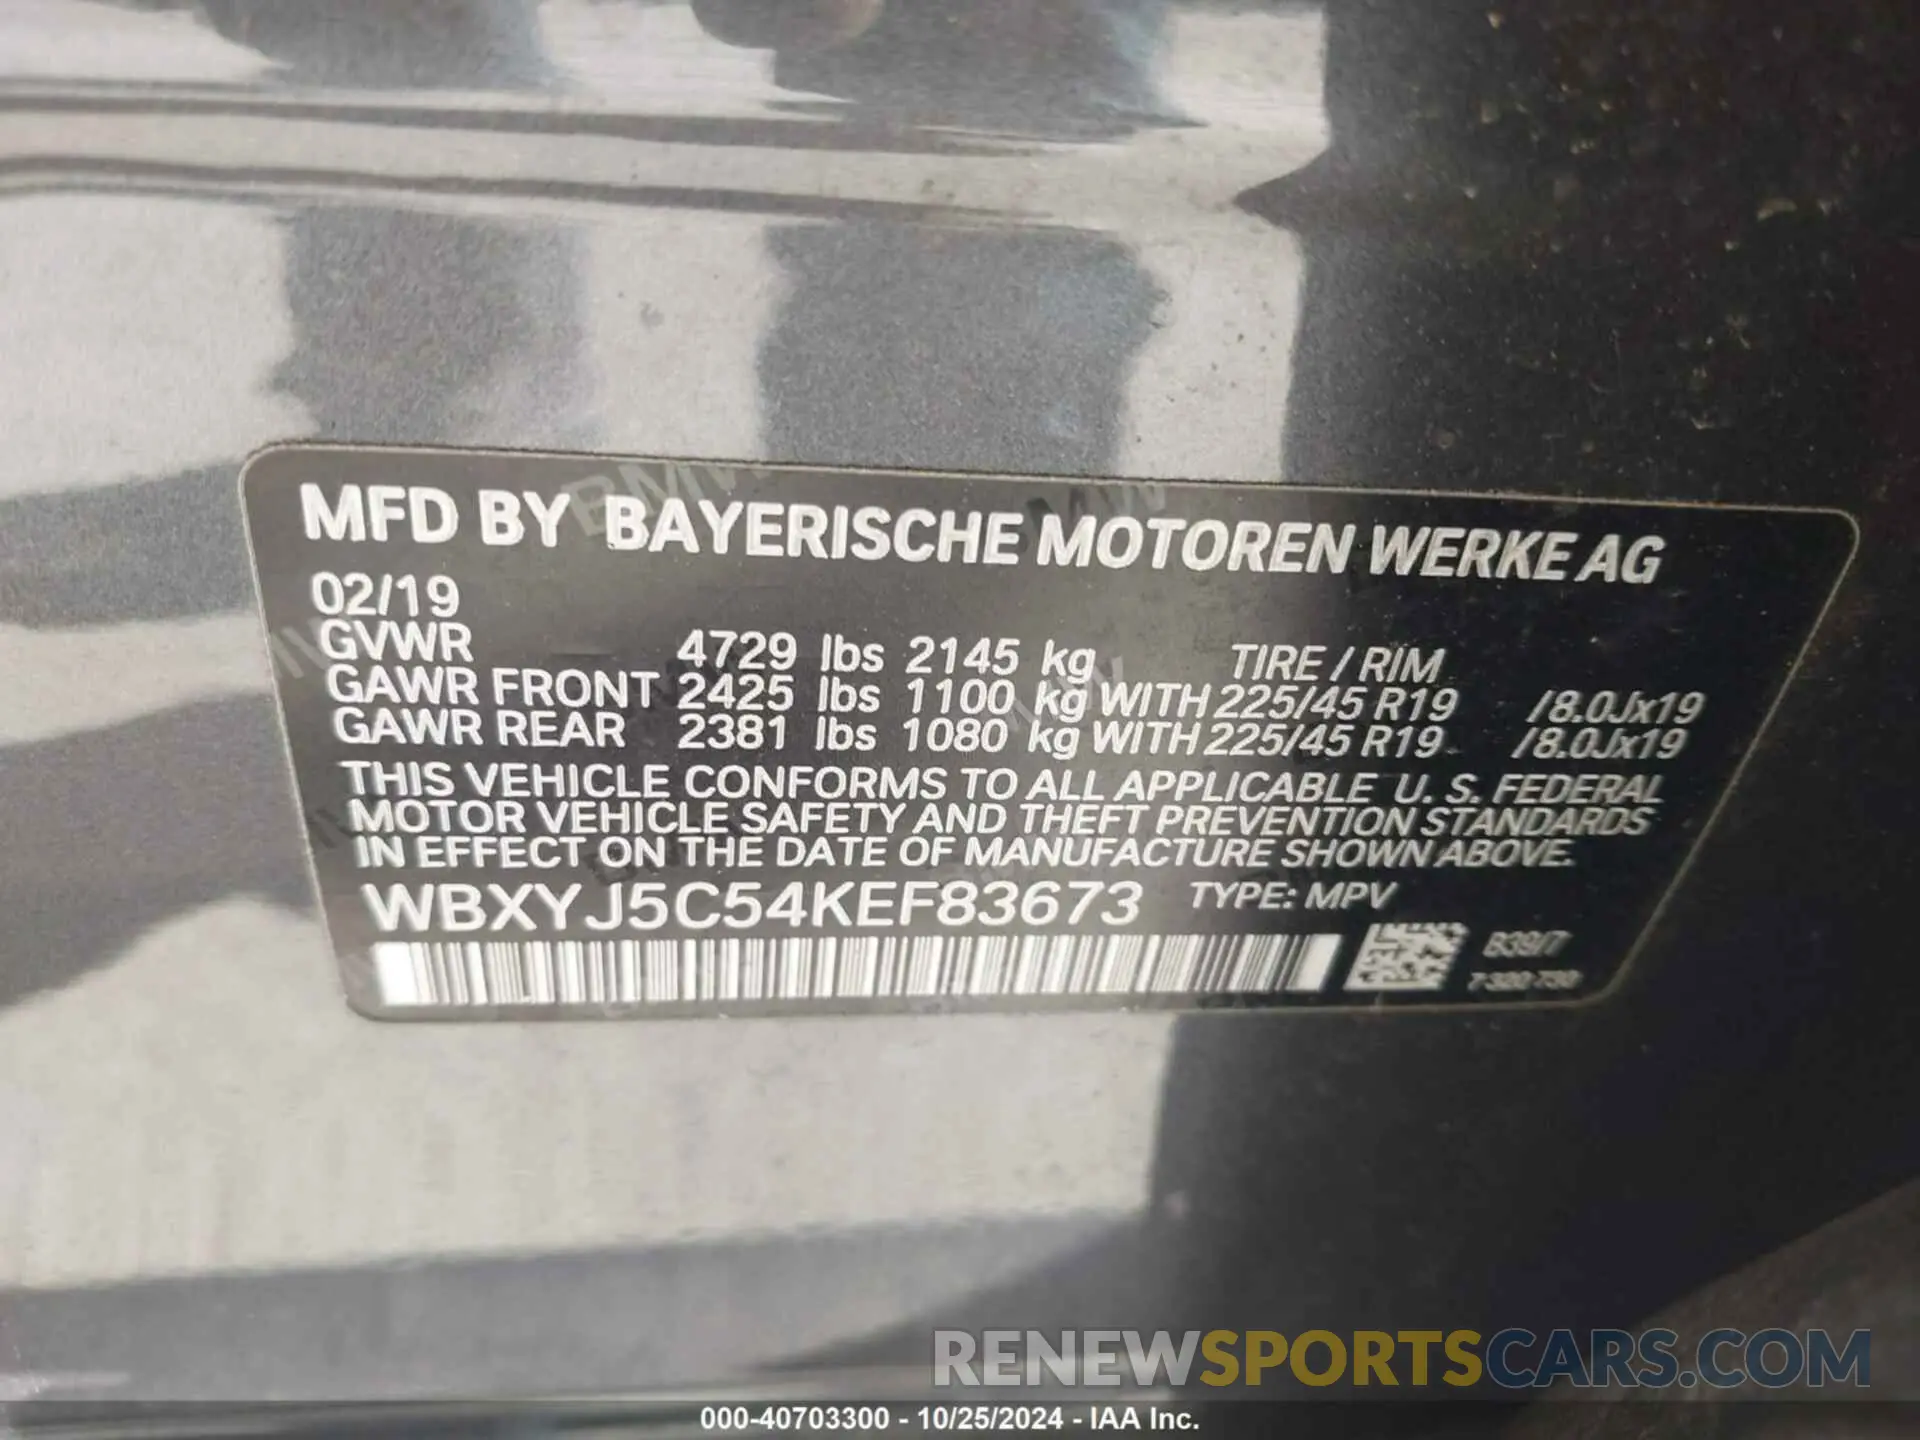 MFD BY BAYERISCHE MOTOREN WERKE AG
02/19
GVWR 4729 lbs 2145 kg TIRE / RIM
GAWR FRONT 2425 lbs 1100 kg WITH 225/45 R19 /8.0Jx19
GAWR REAR 2381 lbs 1080 kg WITH 225/45 R19 /8.0Jx19
THIS VEHICLE CONFORMS TO ALL APPLICABLE U. S. FEDERAL
MOTOR VEHICLE SAFETY AND THEFT PREVENTION STANDARDS
IN EFFECT ON THE DATE OF MANUFACTURE SHOWN ABOVE.
WBXYJ5C54KEF83673 TYPE: MPV
B39/7
RENEWSPORTSCARS.COM
000-40703300 - 10/25/2024 - IAA Inc.